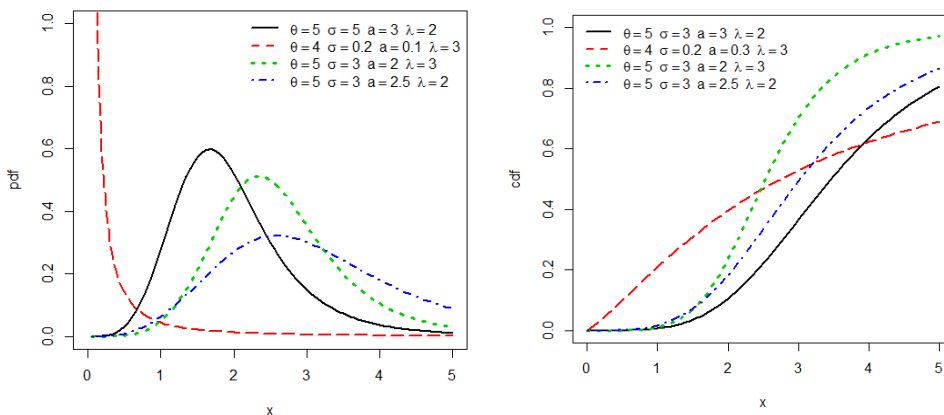 θ=5 σ=5 a=3 λ=2
θ=4 σ=0.2 a=0.1 λ=3
θ=5 σ=3 a=2 λ=3
θ=5 σ=3 a=2.5 λ=2
pdf
0.0 0.2 0.4 0.6 0.8 1.0
0 1 2 3 4 5
x
θ=5 σ=3 a=3 λ=2
θ=4 σ=0.2 a=0.3 λ=3
θ=5 σ=3 a=2 λ=3
θ=5 σ=3 a=2.5 λ=2
cdf
0.0 0.2 0.4 0.6 0.8 1.0
0 1 2 3 4 5
x